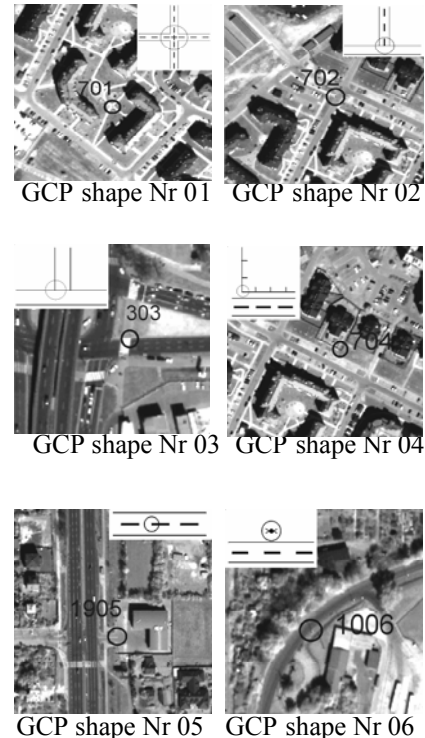 701
702
GCP shape Nr 01
GCP shape Nr 02
303
704
GCP shape Nr 03
GCP shape Nr 04
1905
1006
GCP shape Nr 05
GCP shape Nr 06